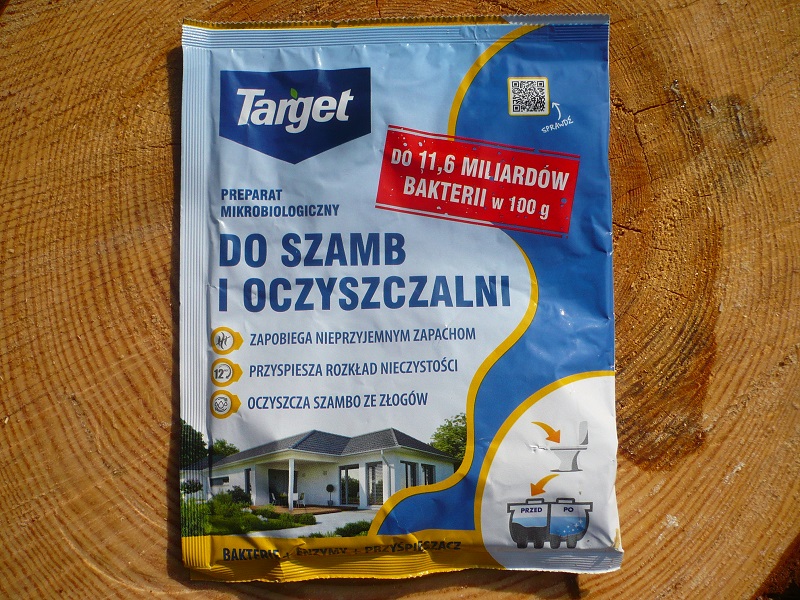 Target
SPRAWDŹ
DO 11,6 MILIARDÓW
BAKTERII w 100 g
PREPARAT
MIKROBIOLOGICZNY
DO SZAMB
I OCZYSZCZALNI
ZAPOBIEGA NIEPRZYJEMNYM ZAPACHOM
12
PRZYSPIESZA ROZKŁAD NIECZYSTOŚCI
OCZYSZCZA SZAMBO ZE ZŁOGÓW
PRZED PO
BAKTERIE + ENZYMY + PRZYSPIESZACZ